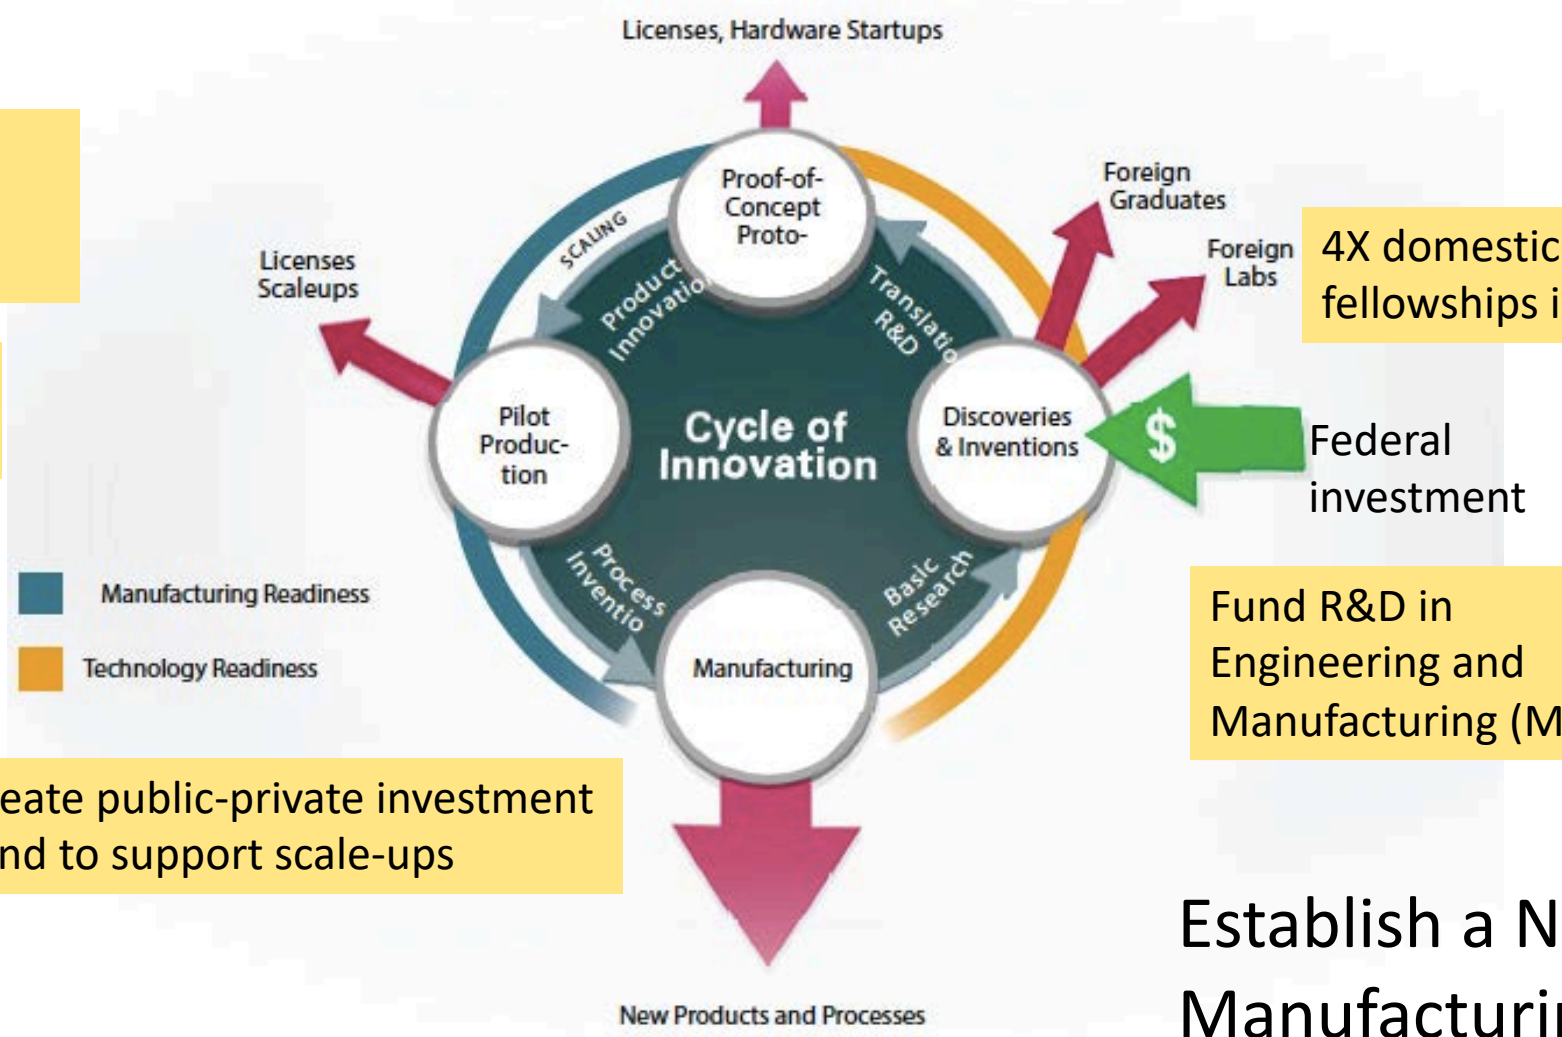 Licenses, Hardware Startups
Proof-of-
Concept
Proto-
Foreign
Graduates
Foreign
Labs
4X domestic
fellowships i
Licenses
Scaleups
SCALING
Product
Innovatio
Translatio
R&D
Pilot
Produc-
tion
Cycle of
Innovation
Discoveries
& Inventions
$
Federal
investment
Manufacturing Readiness
Technology Readiness
Process
Inventio
Basic
Research
Manufacturing
Fund R&D in
Engineering and
Manufacturing (M
eate public-private investment
nd to support scale-ups
Establish a N
Manufacturin
New Products and Processes